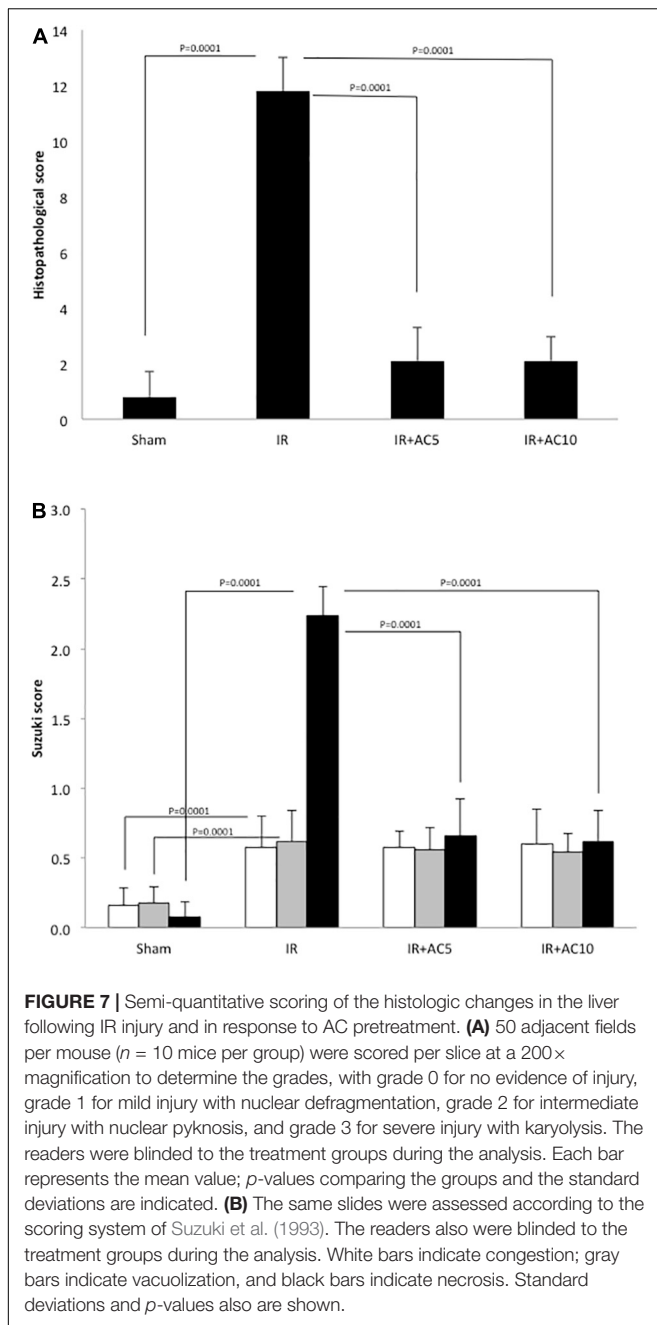 A
14
12
10
8
6
4
2
0
Histopathological score
P=0.0001
P=0.0001
P=0.0001
Sham
IR
IR+AC5
IR+AC10
B
3.0
2.5
2.0
1.5
1.0
0.5
0.0
Suzuki score
P=0.0001
P=0.0001
P=0.0001
P=0.0001
P=0.0001
Sham
IR
IR+AC5
IR+AC10
FIGURE 7 | Semi-quantitative scoring of the histologic changes in the liver
following IR injury and in response to AC pretreatment. (A) 50 adjacent fields
per mouse (n = 10 mice per group) were scored per slice at a 200×
magnification to determine the grades, with grade 0 for no evidence of injury,
grade 1 for mild injury with nuclear defragmentation, grade 2 for intermediate
injury with nuclear pyknosis, and grade 3 for severe injury with karyolysis. The
readers were blinded to the treatment groups during the analysis. Each bar
represents the mean value; p-values comparing the groups and the standard
deviations are indicated. (B) The same slides were assessed according to the
scoring system of Suzuki et al. (1993). The readers also were blinded to the
treatment groups during the analysis. White bars indicate congestion; gray
bars indicate vacuolization, and black bars indicate necrosis. Standard
deviations and p-values also are shown.